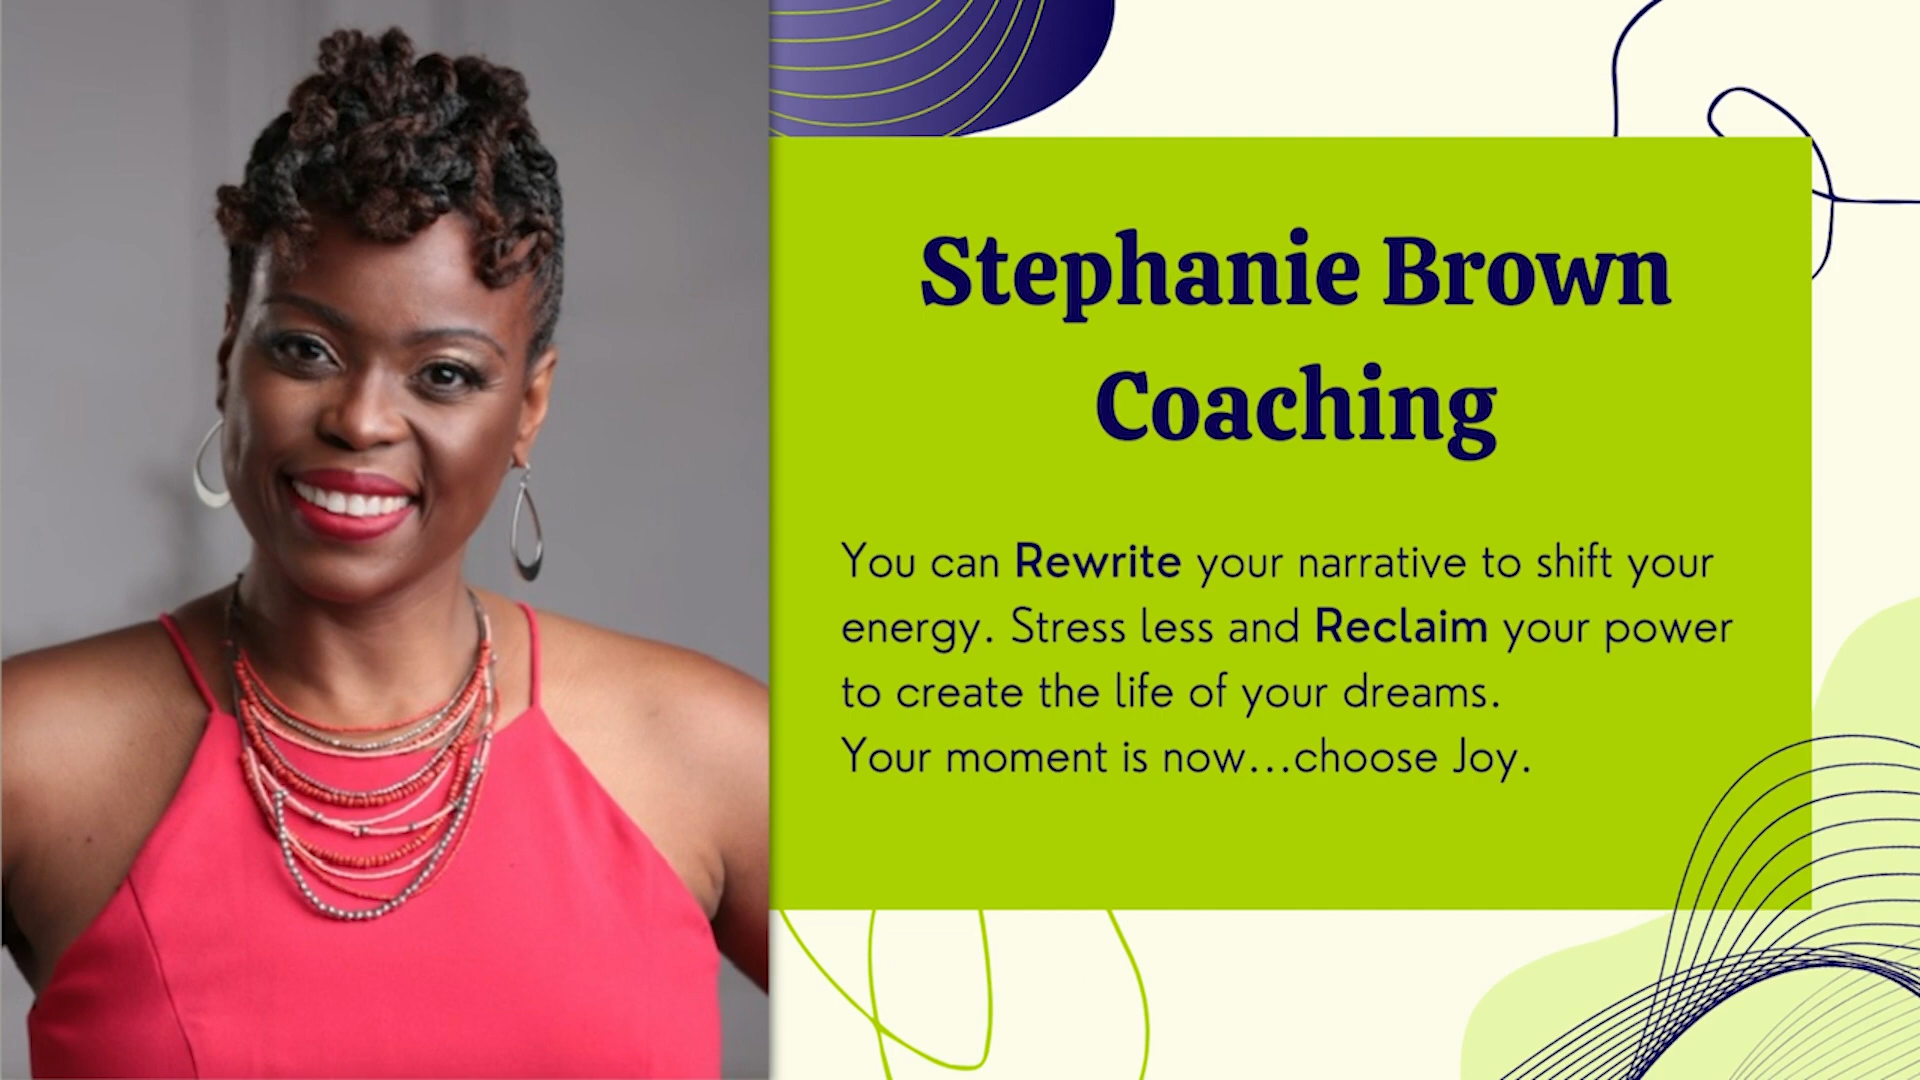 Stephanie Brown
Coaching
You can Rewrite your narrative to shift your
energy. Stress less and Reclaim your power
to create the life of your dreams.
Your moment is now...choose Joy.